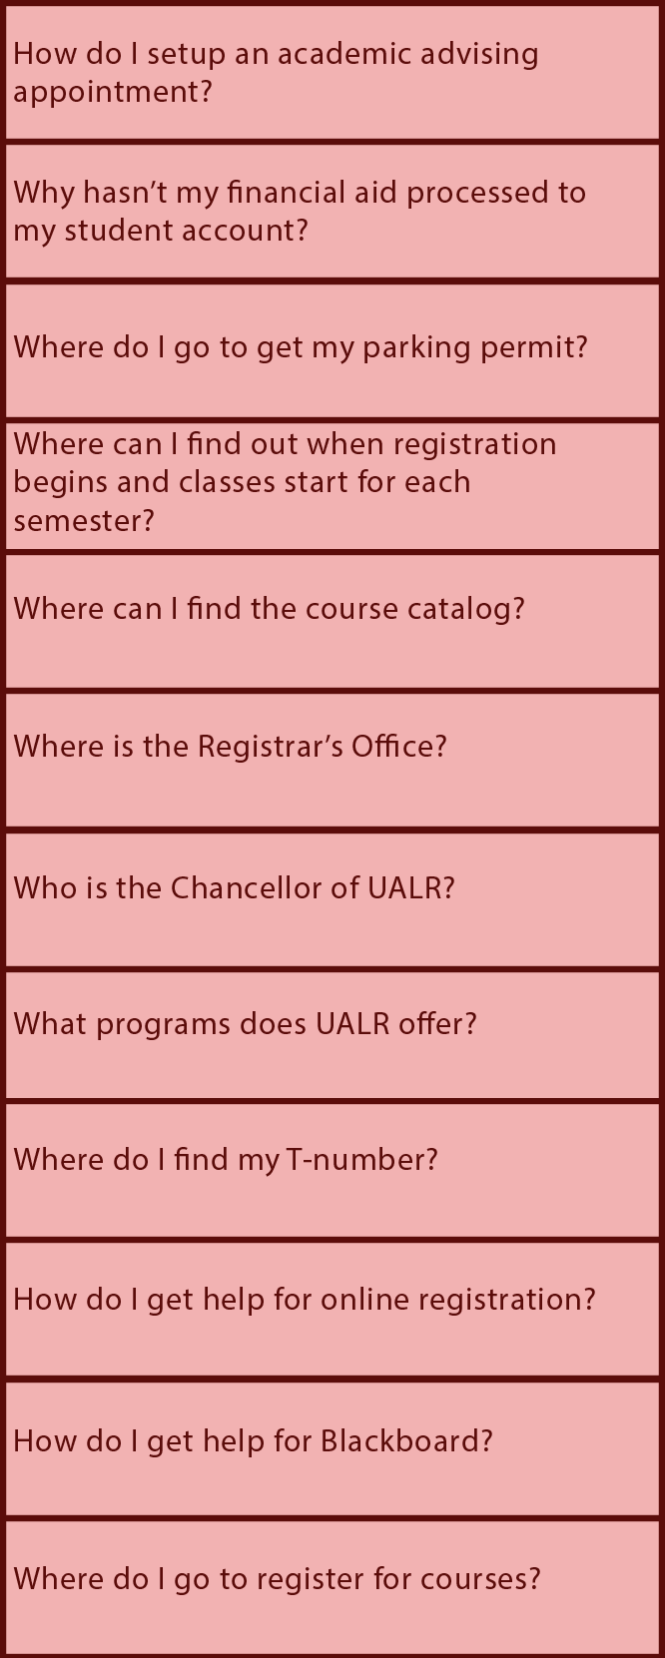 How do I setup an academic advising
appointment?
Why hasn’t my financial aid processed to
my student account?
Where do I go to get my parking permit?
Where can I find out when registration
begins and classes start for each
semester?
Where can I find the course catalog?
Where is the Registrar’s Office?
Who is the Chancellor of UALR?
What programs does UALR offer?
Where do I find my T-number?
How do I get help for online registration?
How do I get help for Blackboard?
Where do I go to register for courses?